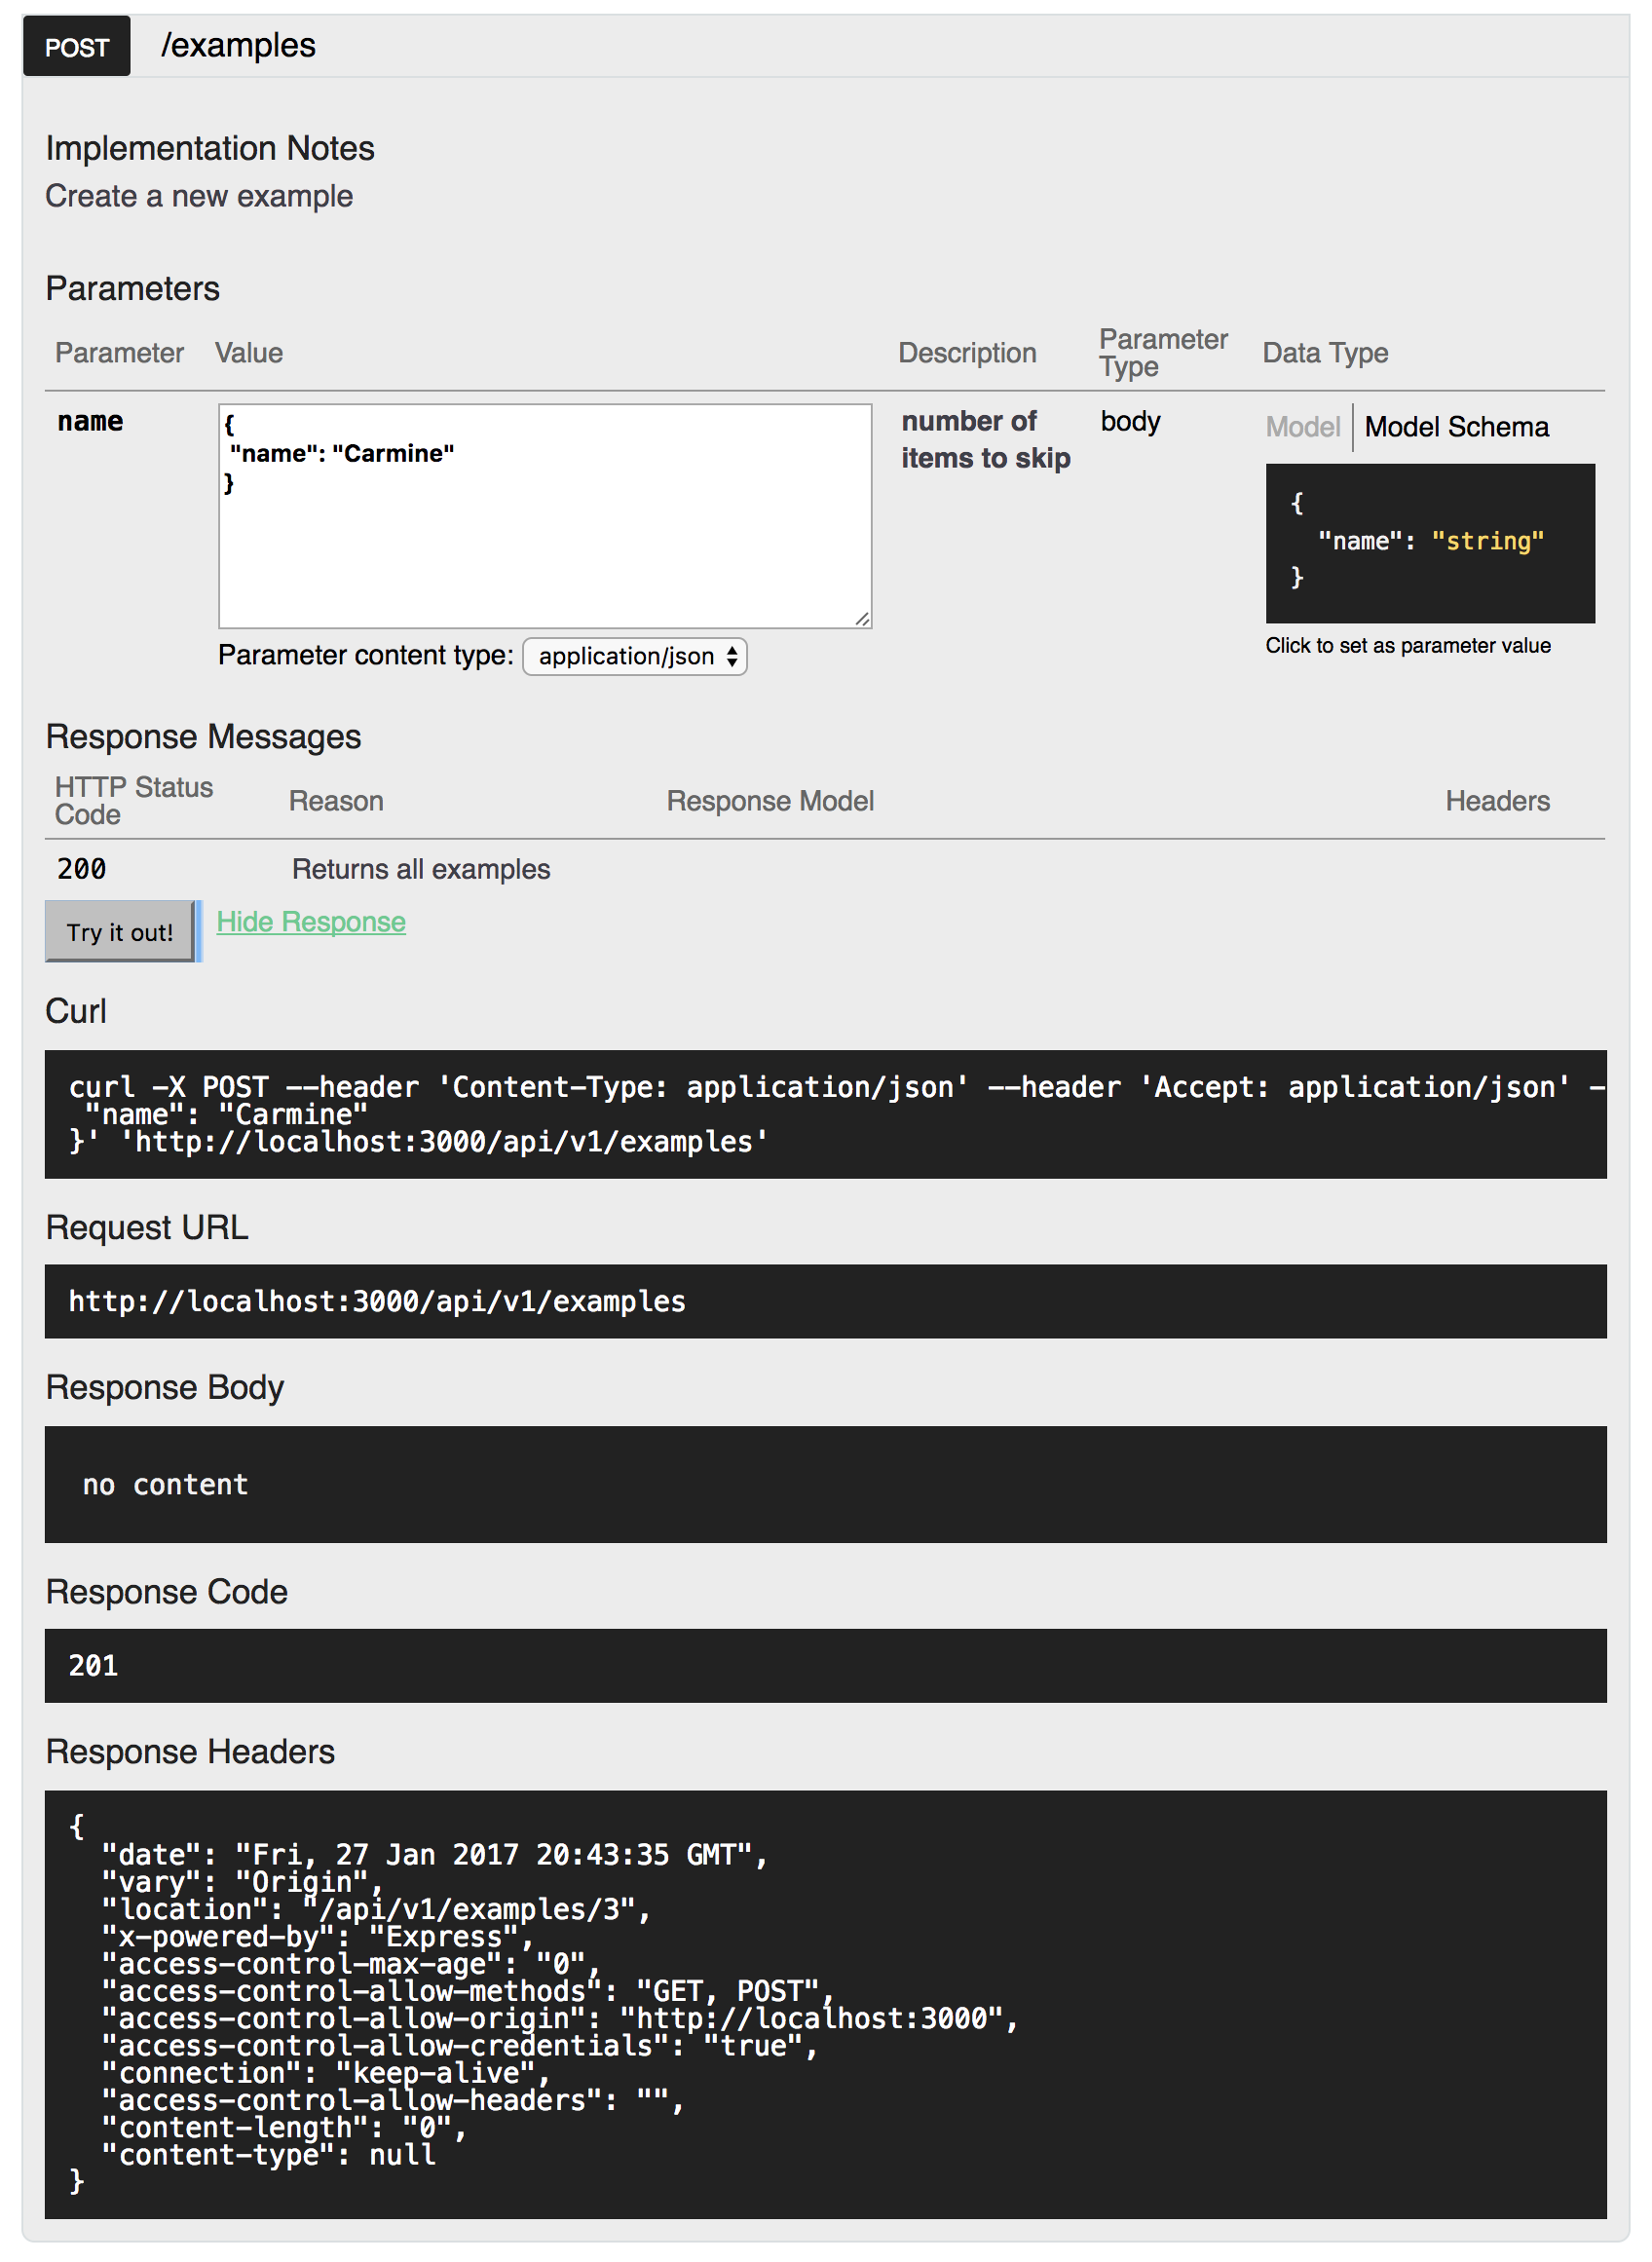 POST /examples
Implementation Notes
Create a new example
Parameters
Parameter Value Description Parameter Type Data Type
name
{
"name": "Carmine"
}
number of
items to skip
body
Model Model Schema
{
"name": "string"
}
Click to set as parameter value
Parameter content type: application/json
Response Messages
HTTP Status Code Reason Response Model Headers
200 Returns all examples
Try it out! Hide Response
Curl
curl -X POST --header 'Content-Type: application/json' --header 'Accept: application/json' -
"name": "Carmine"
}' 'http://localhost:3000/api/v1/examples'
Request URL
http://localhost:3000/api/v1/examples
Response Body
no content
Response Code
201
Response Headers
{
"date": "Fri, 27 Jan 2017 20:43:35 GMT",
"vary": "Origin",
"location": "/api/v1/examples/3",
"x-powered-by": "Express",
"access-control-max-age": "0",
"access-control-allow-methods": "GET, POST",
"access-control-allow-origin": "http://localhost:3000",
"access-control-allow-credentials": "true",
"connection": "keep-alive",
"access-control-allow-headers": "",
"content-length": "0",
"content-type": null
}